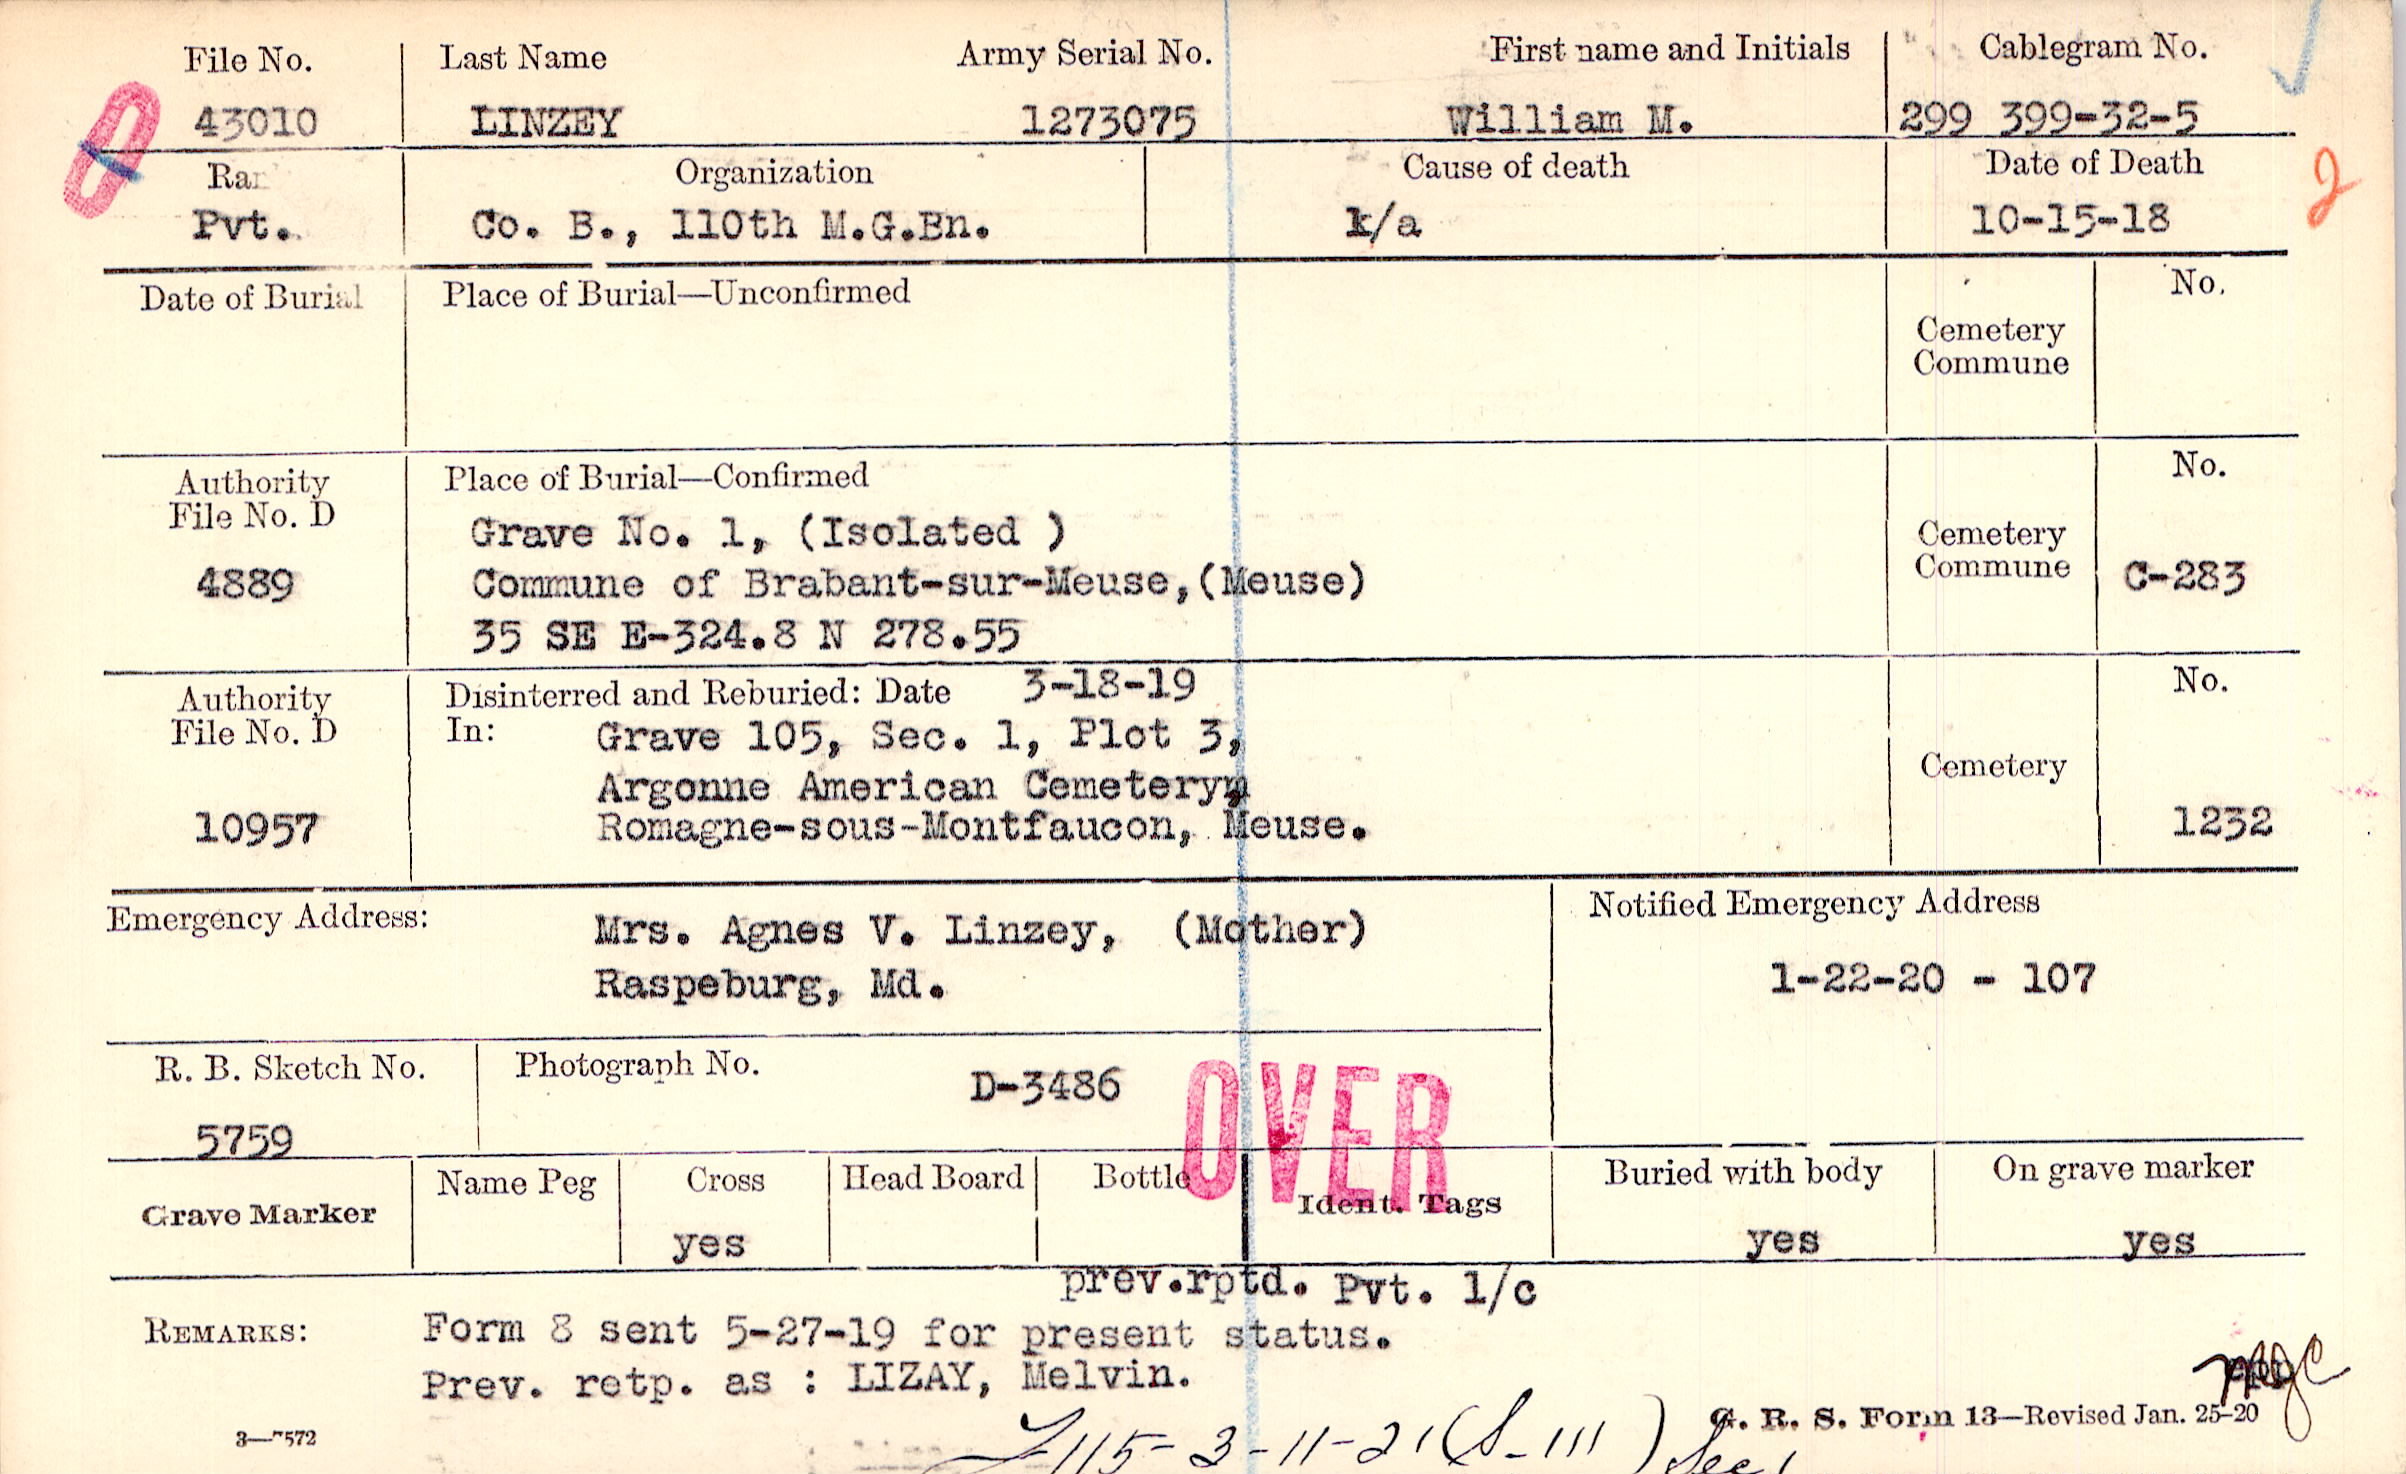 File No. Last Name Army Serial No. First name and Initials Cablegram No.
43010 LINZEY 1273075 William M. 299 399-32-5
Ran Organization Cause of death Date of Death
2
Pvt. Co. B., 110th M.G.Bn. k/a 10-15-18
Date of Burial Place of Burial—Unconfirmed No.
Cemetery
Commune
Authority Place of Burial—Confirmed No.
File No. D
Grave No. 1, (Isolated ) Cemetery
4889 Commune of Brabant-sur-Meuse,(Meuse) Commune C-283
35 SE E-324.8 N 278.55
Authority Disinterred and Reburied: Date 3-18-19 No.
File No. D In: Grave 105, Sec. 1, Plot 3,
Argonne American Cemetery, Cemetery
10957 Romagne-sous-Montfaucon, Meuse. 1232
Emergency Address: Mrs. Agnes V. Linzey, (Mother) Notified Emergency Address
Raspeburg, Md. 1-22-20 - 107
R. B. Sketch No. Photograph No. D-3486
5759
OVER
Grave Marker Name Peg Cross Head Board Bottle Ident. Tags Buried with body On grave marker
yes yes yes
prev.rptd. Pvt. 1/c
REMARKS: Form 8 sent 5-27-19 for present status.
Prev. retp. as : LIZAY, Melvin.
3—7572 G. R. S. Form 13—Revised Jan. 25-20
115-3-11-21 (S-111)